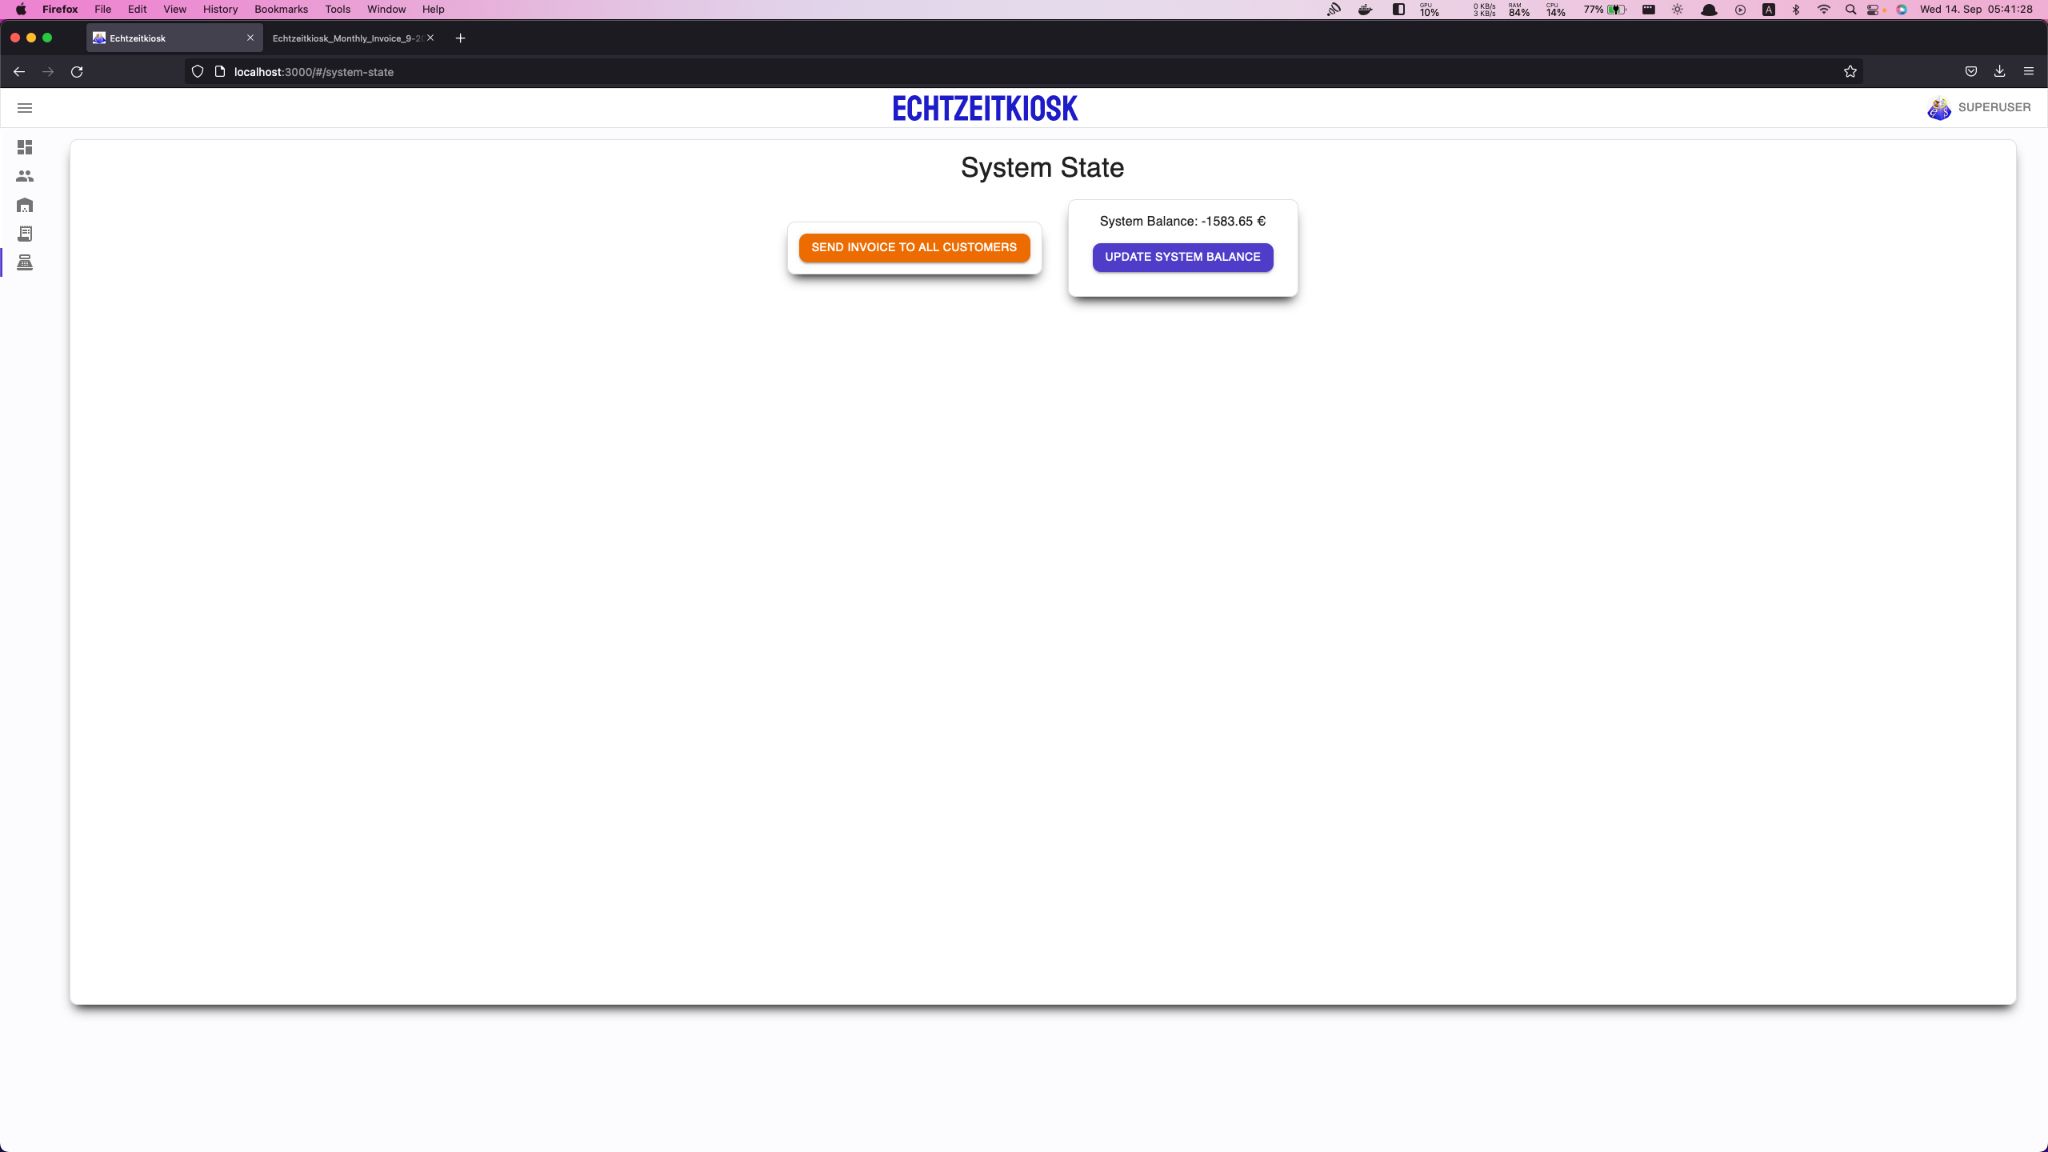 Firefox File Edit View History Bookmarks Tools Window Help GPU 10% 0 KB/s 3 KB/s RAM 84% CPU 14% 77% A Wed 14. Sep 05:41:28
Echtzeitkiosk Echtzeitkiosk_Monthly_Invoice_9-2
localhost:3000/#/system-state
ECHTZEITKIOSK SUPERUSER
System State
System Balance: -1583.65 €
SEND INVOICE TO ALL CUSTOMERS
UPDATE SYSTEM BALANCE